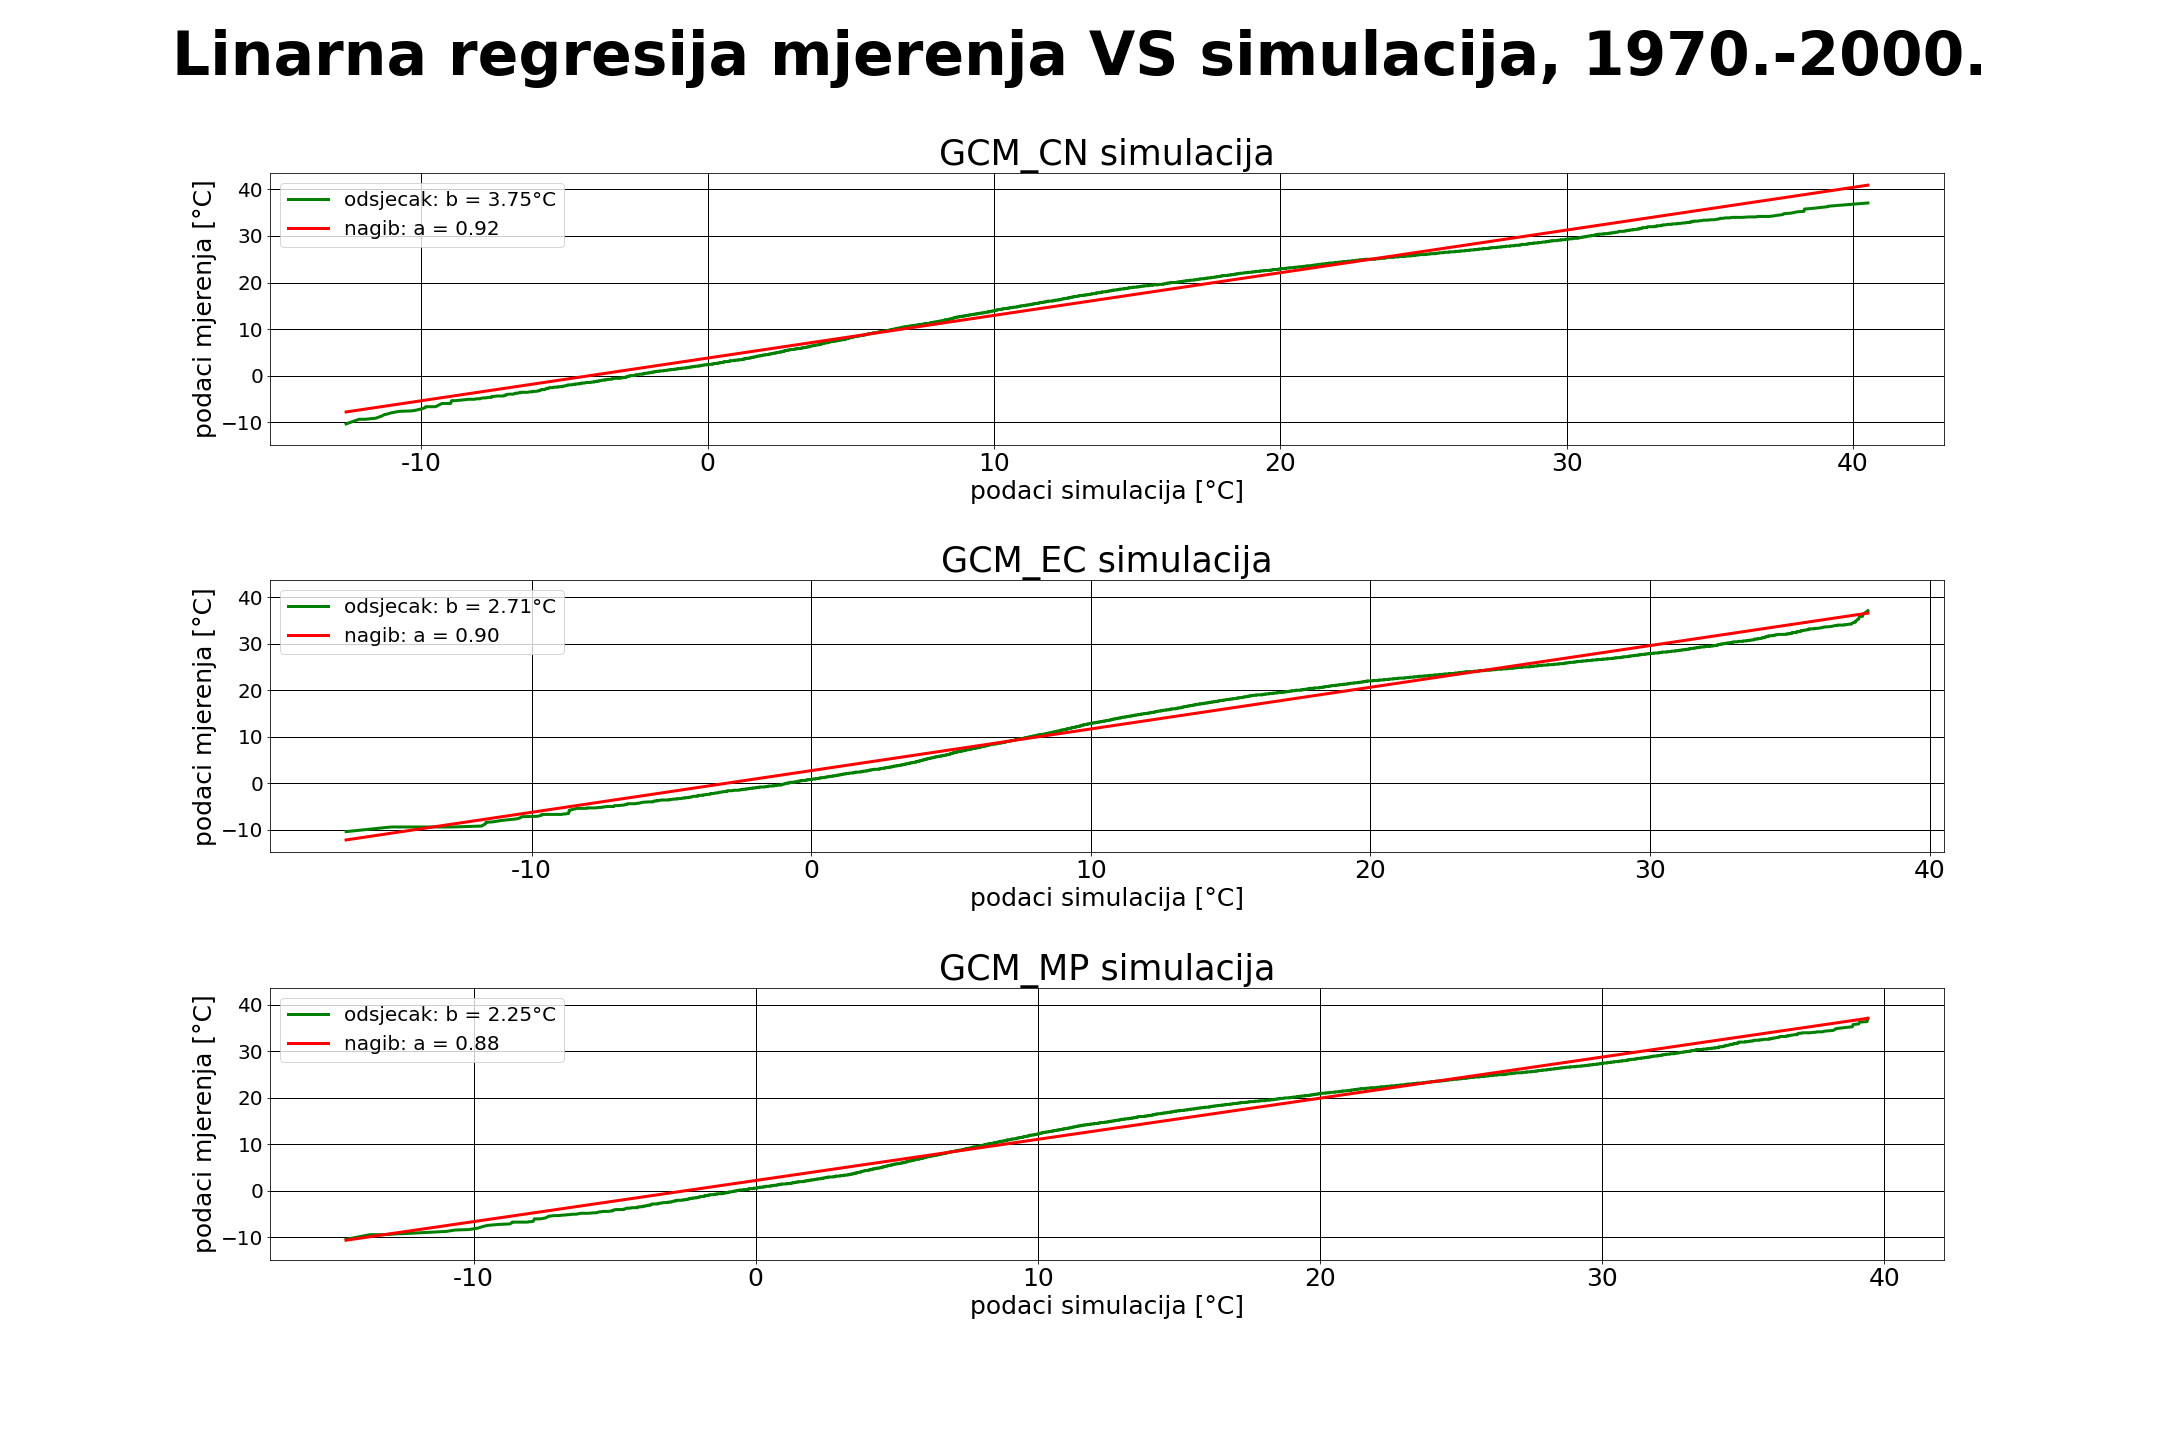 Linarna regresija mjerenja VS simulacija, 1970.-2000.
GCM_CN simulacija
podaci mjerenja [°C]
40
30
20
10
0
−10
odsjecak: b = 3.75°C
nagib: a = 0.92
-10 0 10 20 30 40
podaci simulacija [°C]
GCM_EC simulacija
podaci mjerenja [°C]
40
30
20
10
0
−10
odsjecak: b = 2.71°C
nagib: a = 0.90
-10 0 10 20 30 40
podaci simulacija [°C]
GCM_MP simulacija
podaci mjerenja [°C]
40
30
20
10
0
−10
odsjecak: b = 2.25°C
nagib: a = 0.88
-10 0 10 20 30 40
podaci simulacija [°C]